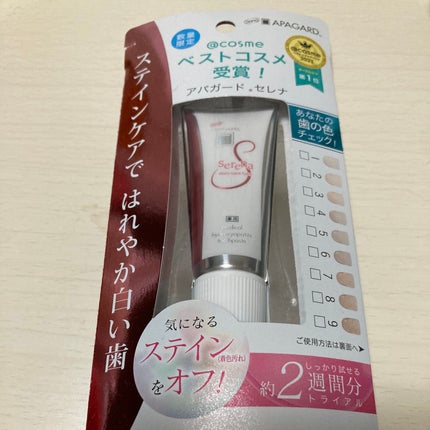 数量
限定
APAGARD.
@cosme
ベストコスメ
受賞!
第1位
アパガード®セレナ
ステインケアで はれやか白い歯
あなたの
歯の色
チェック!
1
2
3
4
5
6
7
8
9
ご使用方法は裏面へ
Serena
薬用
気になる
ステイン
(着色汚れ)
をオフ!
しっかり試せる
約2週間分
トライアル